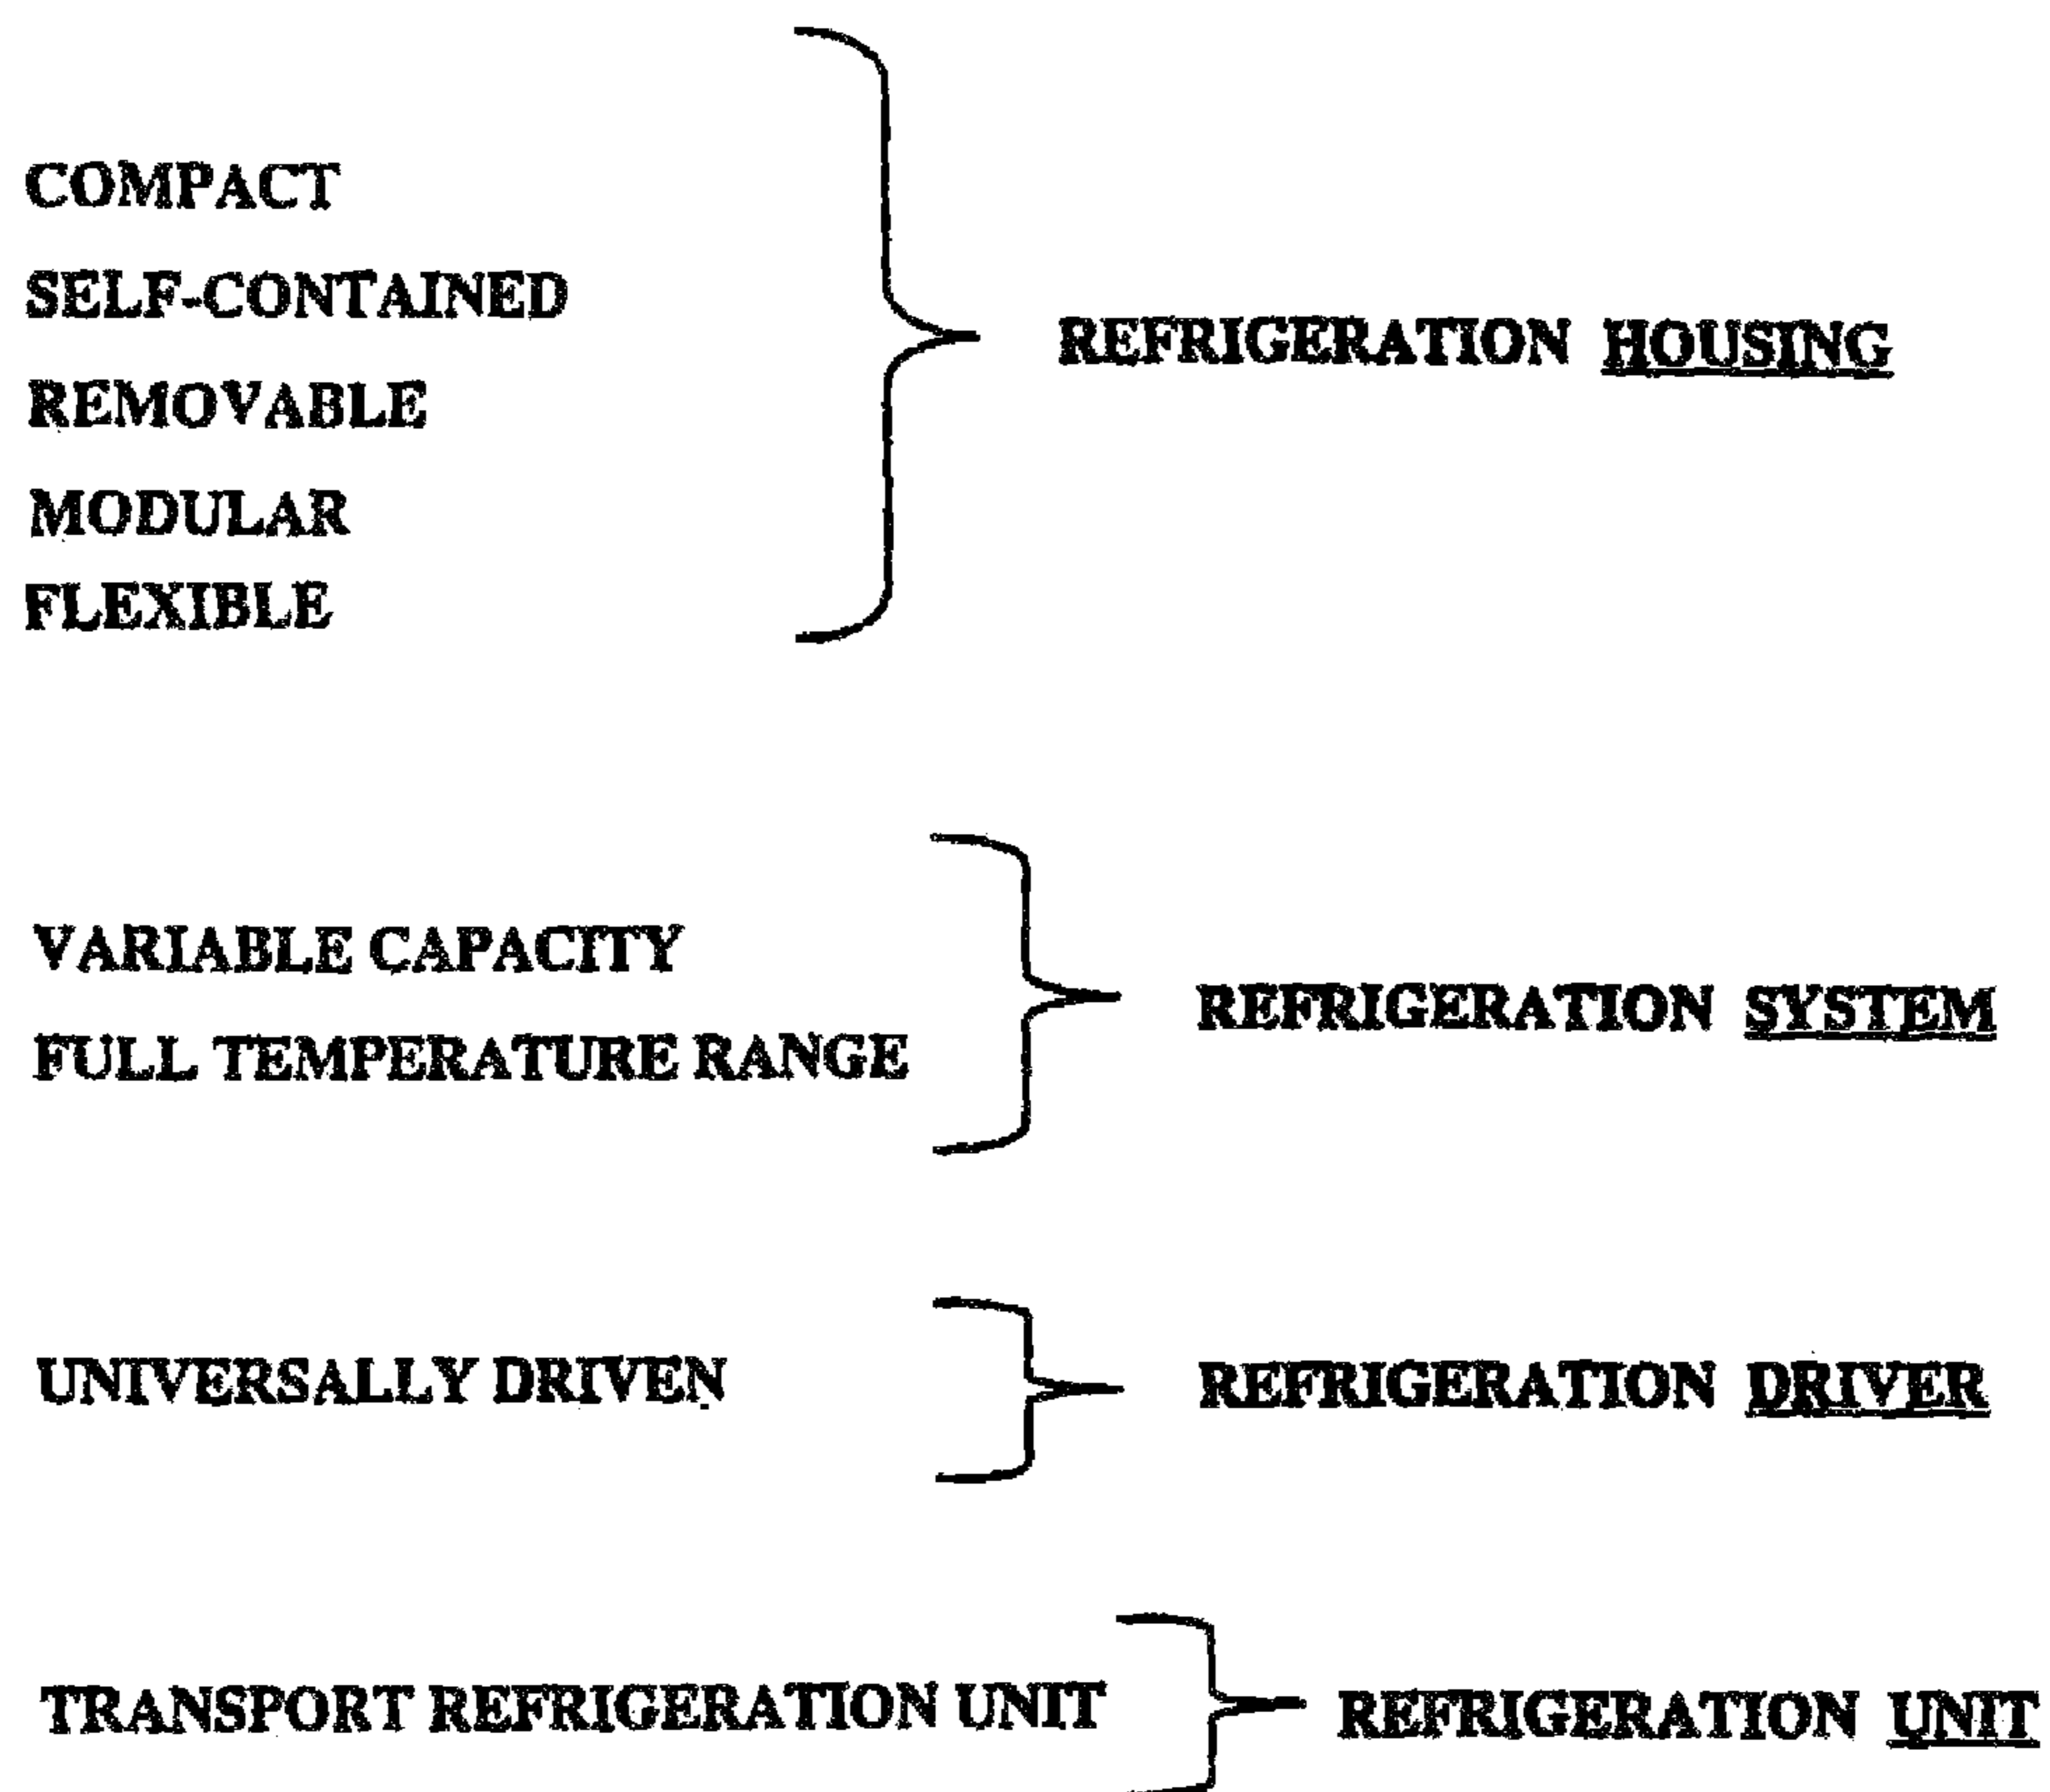 COMPACT
SELF-CONTAINED
REMOVABLE
MODULAR
FLEXIBLE
REFRIGERATION HOUSING
VARIABLE CAPACITY
FULL TEMPERATURE RANGE
REFRIGERATION SYSTEM
UNIVERSALLY DRIVEN
REFRIGERATION DRIVER
TRANSPORT REFRIGERATION UNIT
REFRIGERATION UNIT